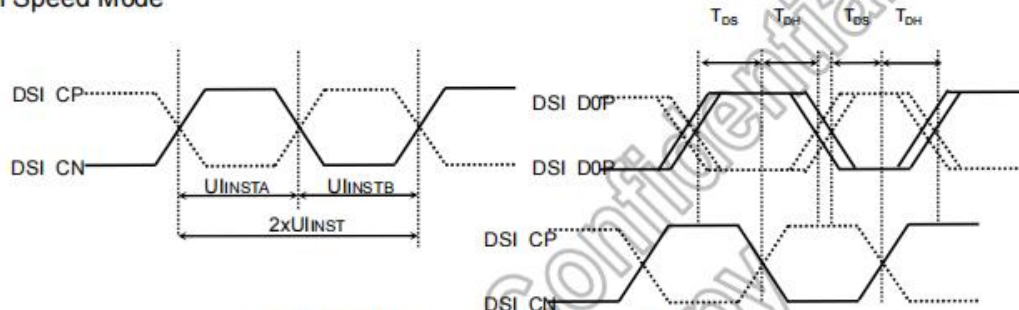 Speed Mode
TDS TDH TDS TDH
DSI CP
DSI CN
UIINSTA UIINSTB
2xUIINST
DSI D0P
DSI D0P
DSI CP
DSI CN
Confidential